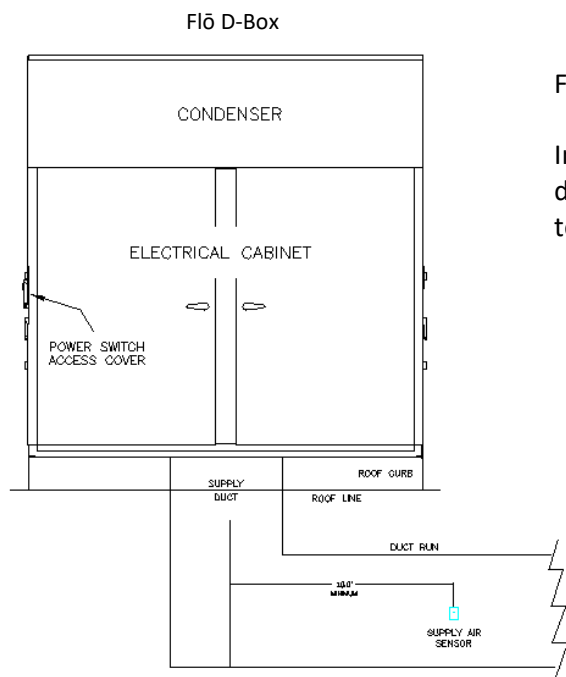 Flō D-Box
CONDENSER
ELECTRICAL CABINET
POWER SWITCH
ACCESS COVER
ROOF CURB
SUPPLY
DUCT
ROOF LINE
DUCT RUN
MINIMUM
SUPPLY AIR
SENSOR